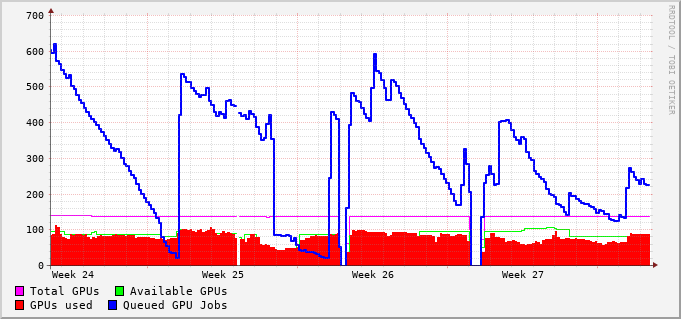 700
600
500
400
300
200
100
0
Week 24 Week 25 Week 26 Week 27
Total GPUs Available GPUs
GPUs used Queued GPU Jobs
RRDTOOL / TOBI OETIKER